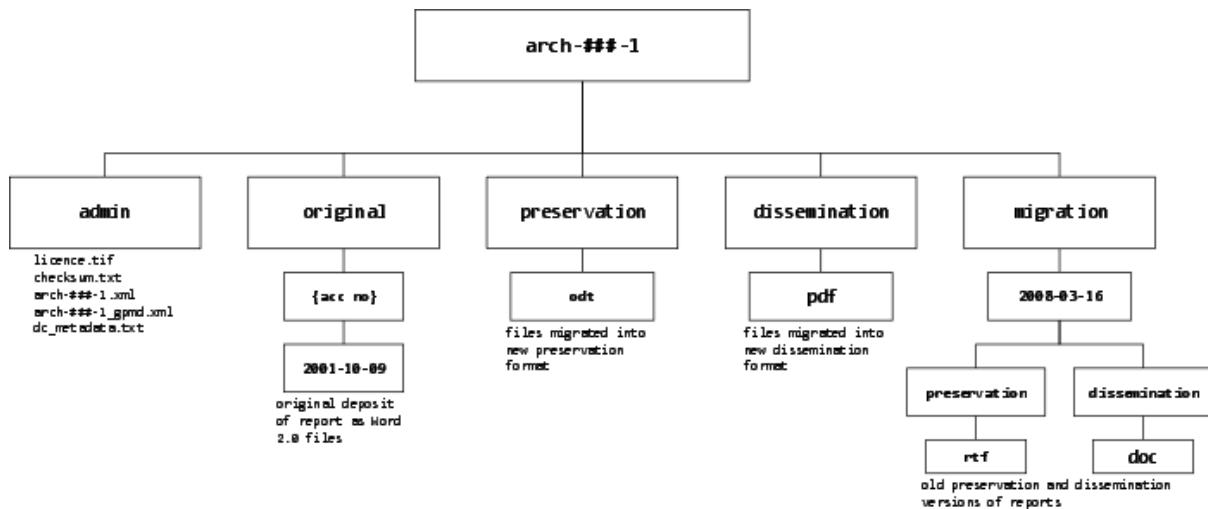 arch-###-1
admin
original
preservation
dissemination
migration
licence.tif
checksum.txt
arch-###-1.xml
arch-###-1_gpmd.xml
dc_metadata.txt
{acc no}
2001-10-09
original deposit
of report as Word
2.0 files
odt
files migrated into
new preservation
format
pdf
files migrated into
new dissemination
format
2008-03-16
preservation
dissemination
rtf
doc
old preservation and dissemination
versions of reports